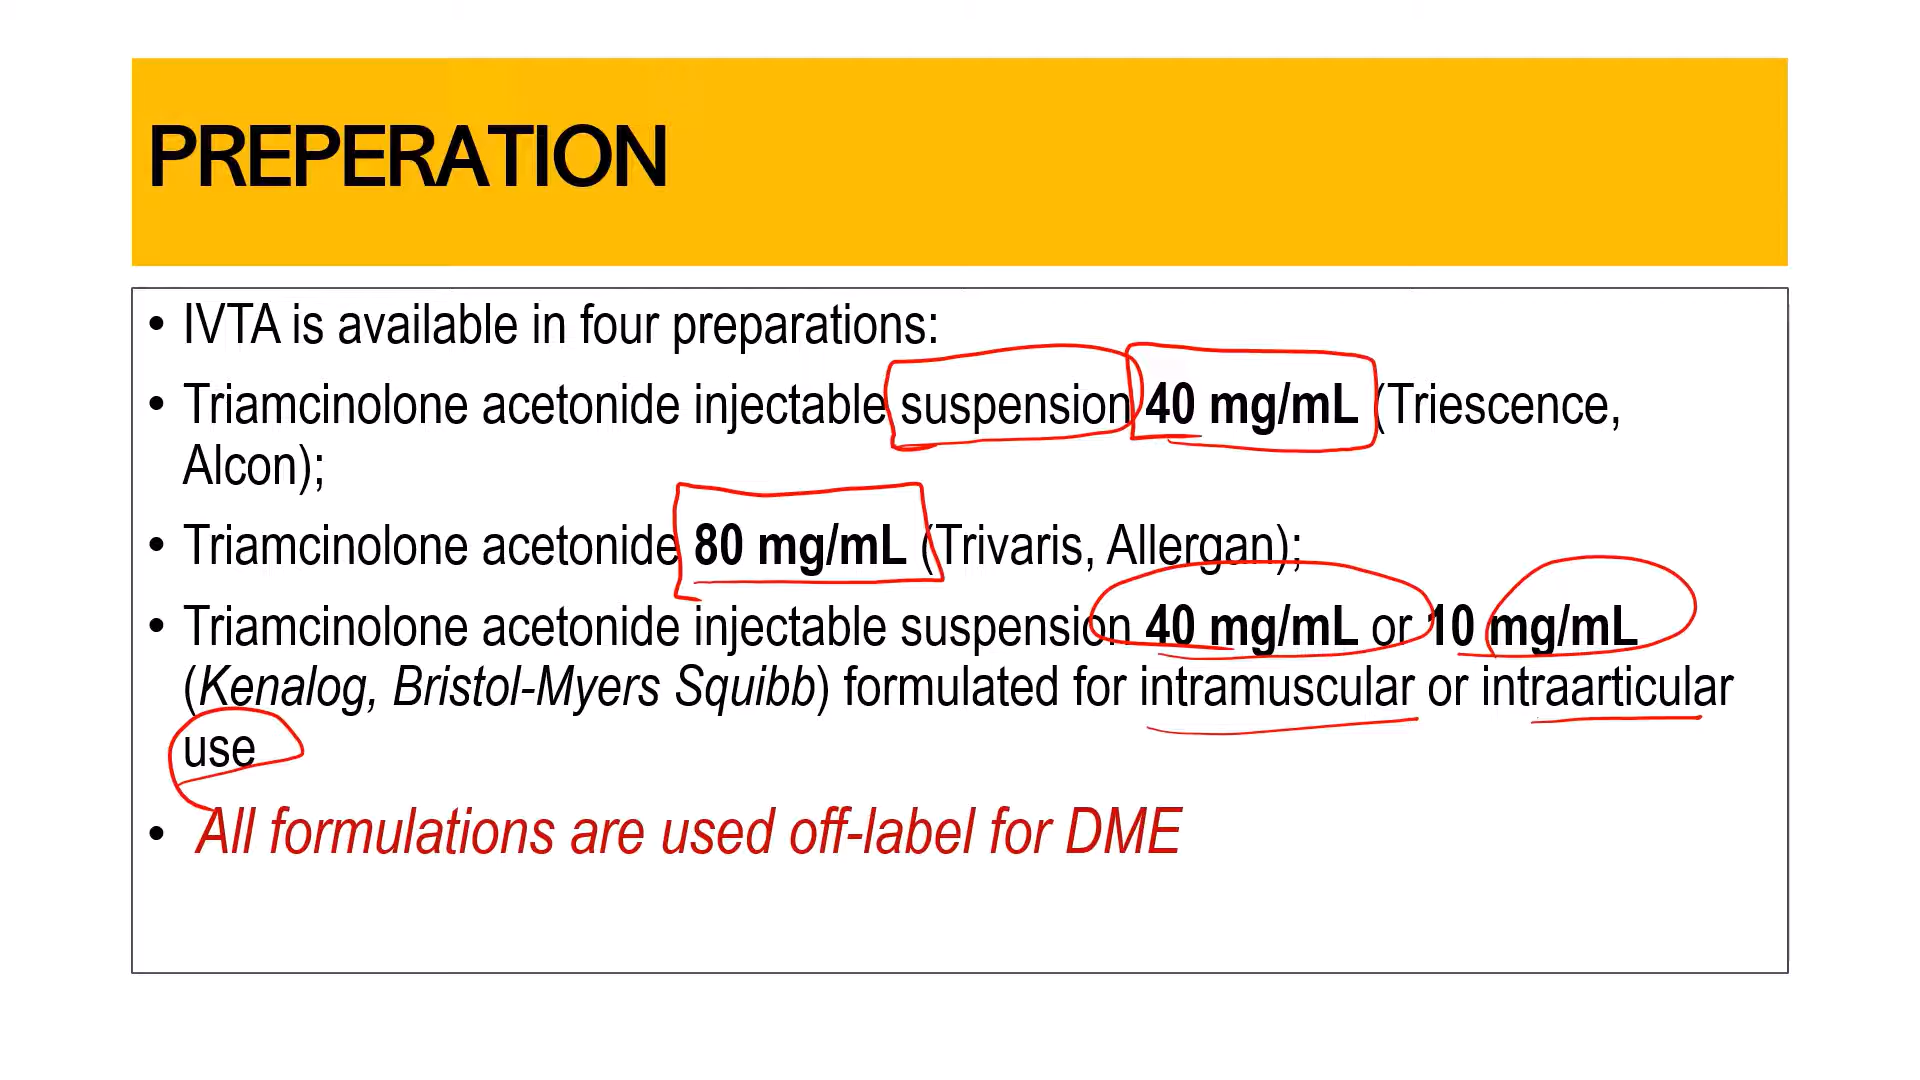 PREPERATION
• IVTA is available in four preparations:
• Triamcinolone acetonide injectable suspension 40 mg/mL (Triescence,
Alcon);
• Triamcinolone acetonide 80 mg/mL (Trivaris, Allergan);
• Triamcinolone acetonide injectable suspension 40 mg/mL or 10 mg/mL
(Kenalog, Bristol-Myers Squibb) formulated for intramuscular or intraarticular
use
• All formulations are used off-label for DME